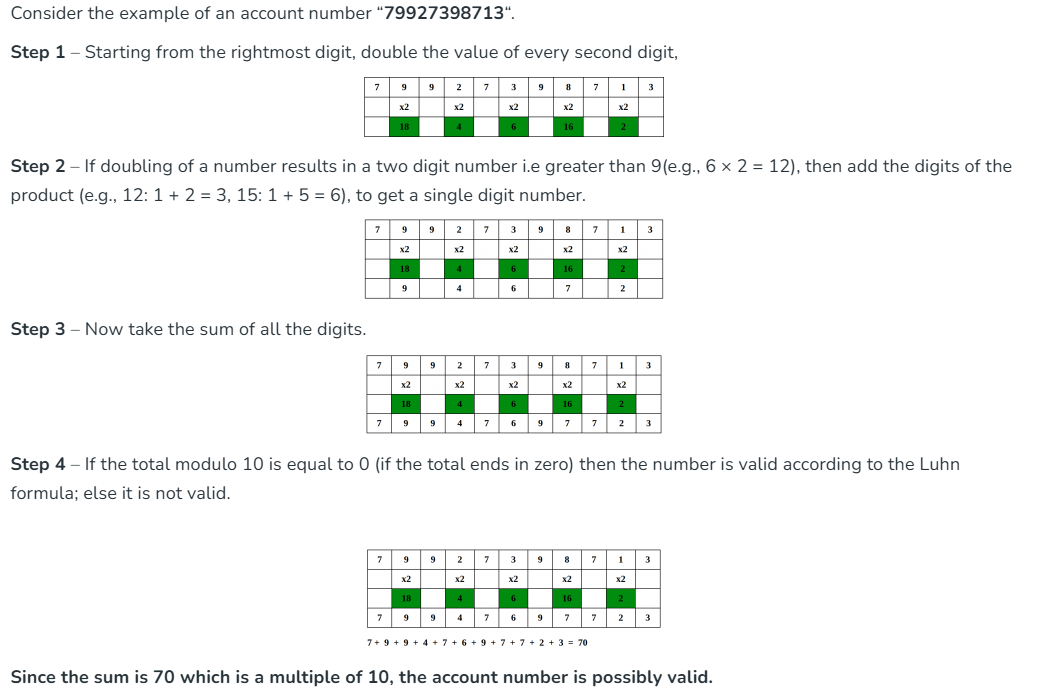 Consider the example of an account number “79927398713“.
Step 1 – Starting from the rightmost digit, double the value of every second digit,
7 9 9 2 7 3 9 8 7 1 3
x2 x2 x2 x2 x2
18 4 6 16 2
Step 2 – If doubling of a number results in a two digit number i.e greater than 9(e.g., 6 × 2 = 12), then add the digits of the
product (e.g., 12: 1 + 2 = 3, 15: 1 + 5 = 6), to get a single digit number.
7 9 9 2 7 3 9 8 7 1 3
x2 x2 x2 x2 x2
18 4 6 16 2
9 4 6 7 2
Step 3 – Now take the sum of all the digits.
7 9 9 2 7 3 9 8 7 1 3
x2 x2 x2 x2 x2
18 4 6 16 2
7 9 9 4 7 6 9 7 7 2 3
Step 4 – If the total modulo 10 is equal to 0 (if the total ends in zero) then the number is valid according to the Luhn
formula; else it is not valid.
7 9 9 2 7 3 9 8 7 1 3
x2 x2 x2 x2 x2
18 4 6 16 2
7 9 9 4 7 6 9 7 7 2 3
7 + 9 + 9 + 4 + 7 + 6 + 9 + 7 + 7 + 2 + 3 = 70
Since the sum is 70 which is a multiple of 10, the account number is possibly valid.